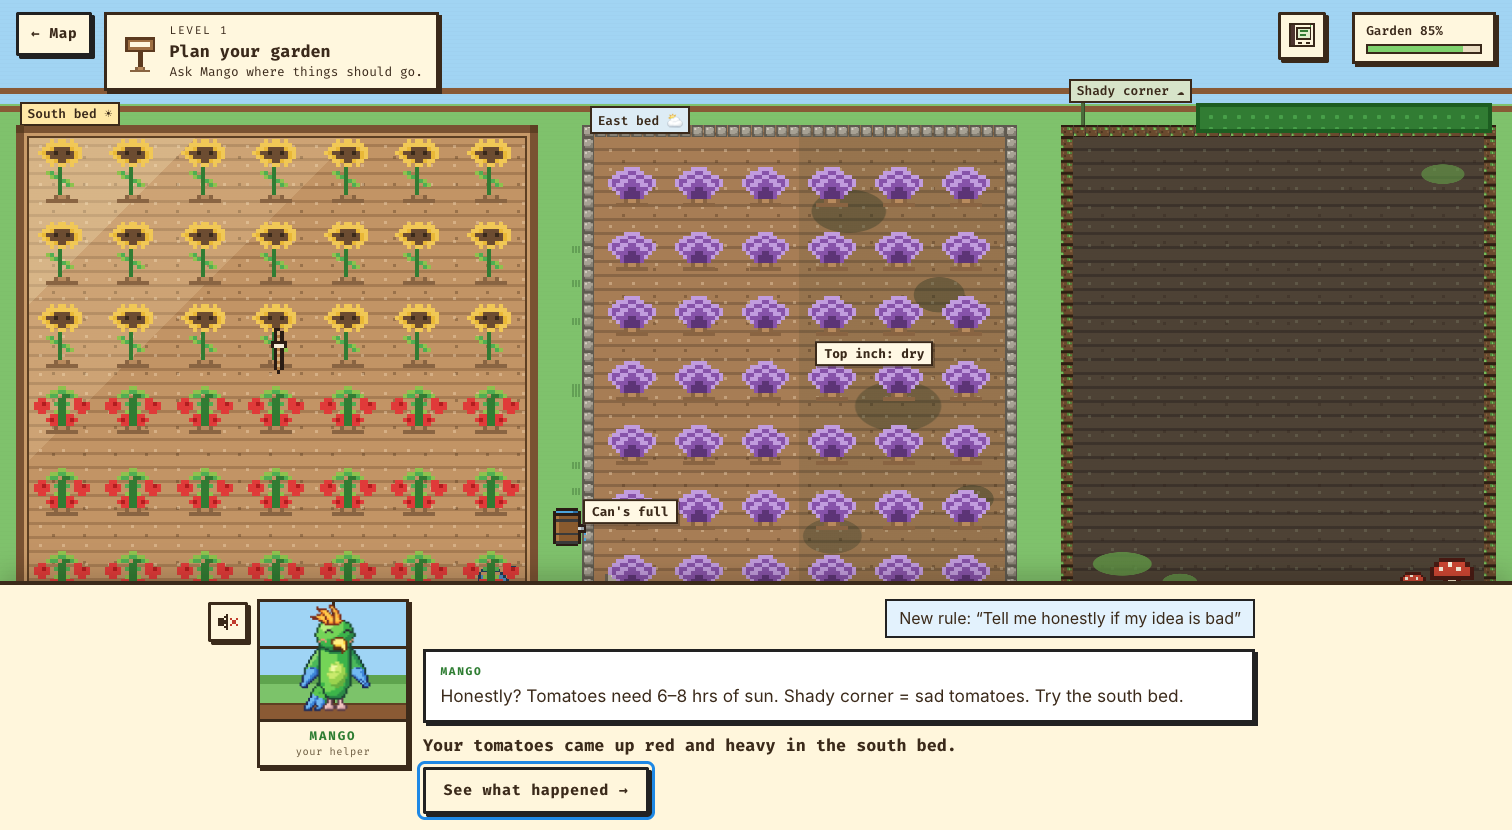 ← Map
LEVEL 1
Plan your garden
Ask Mango where things should go.
Garden 85%
South bed ☀
East bed ⛅
Shady corner ☁
Top inch: dry
Can's full
New rule: “Tell me honestly if my idea is bad”
MANGO
Honestly? Tomatoes need 6–8 hrs of sun. Shady corner = sad tomatoes. Try the south bed.
MANGO
your helper
Your tomatoes came up red and heavy in the south bed.
See what happened →